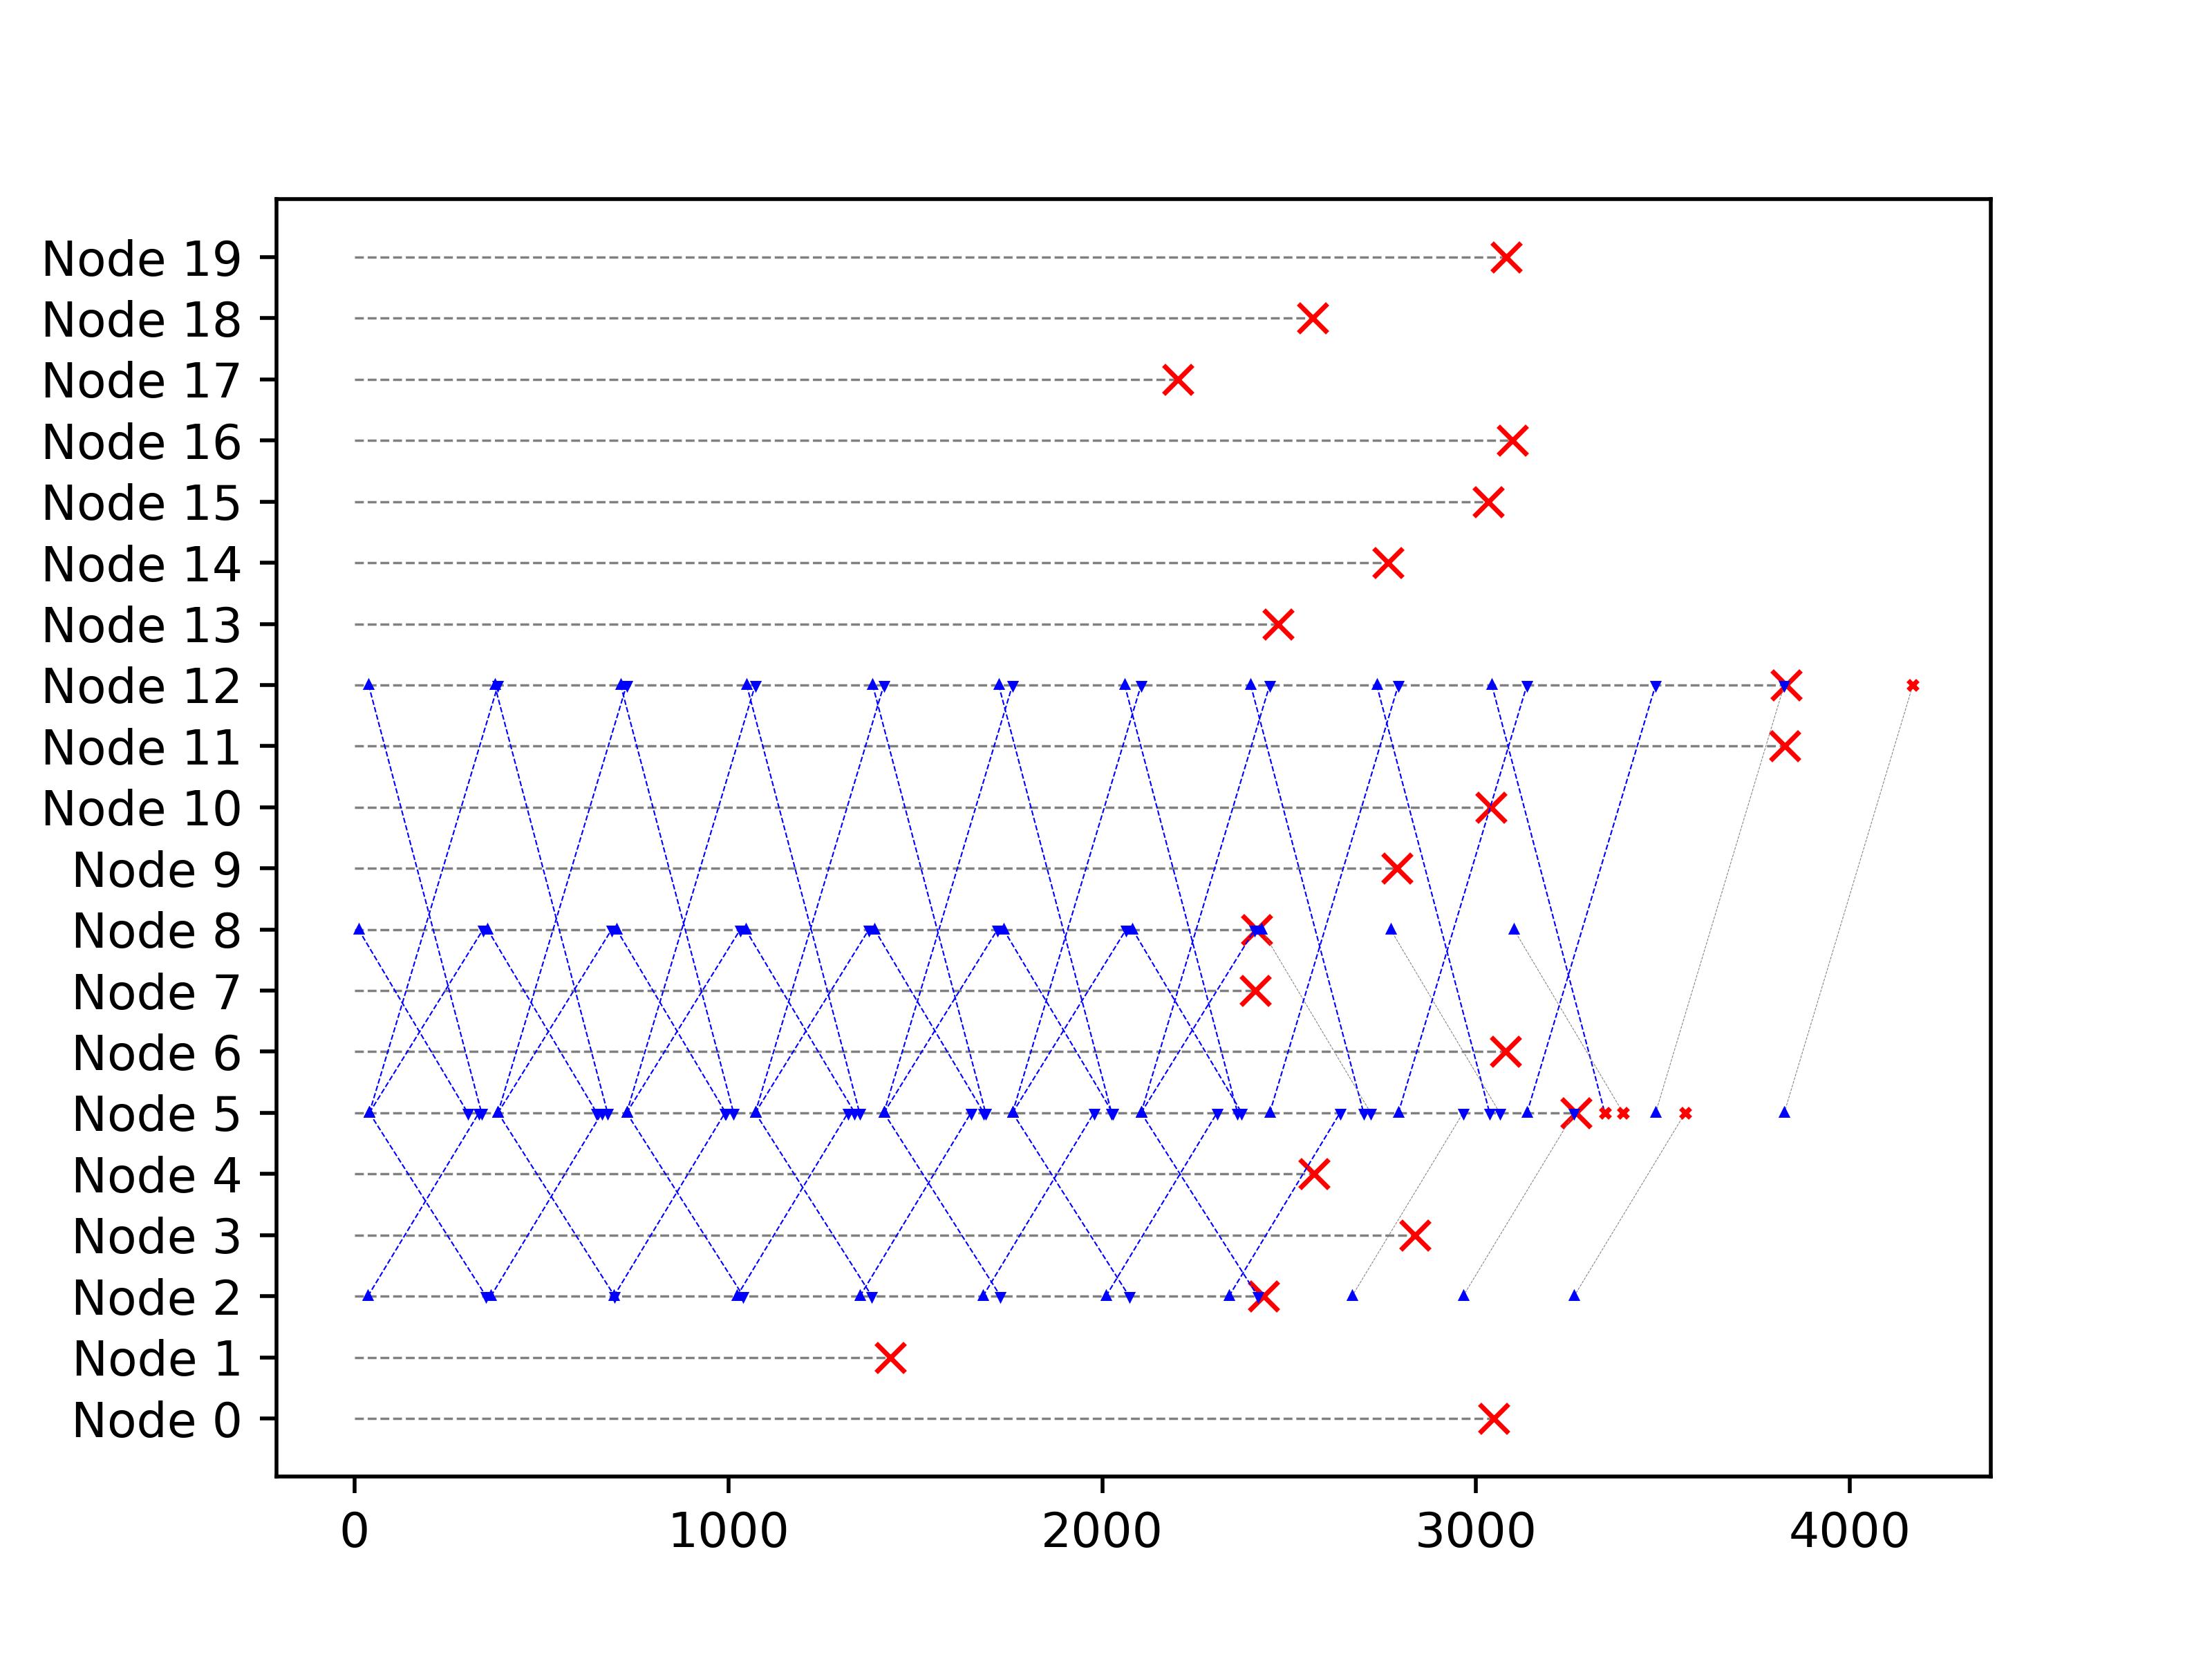 Node 19
Node 18
Node 17
Node 16
Node 15
Node 14
Node 13
Node 12
Node 11
Node 10
Node 9
Node 8
Node 7
Node 6
Node 5
Node 4
Node 3
Node 2
Node 1
Node 0
0 1000 2000 3000 4000